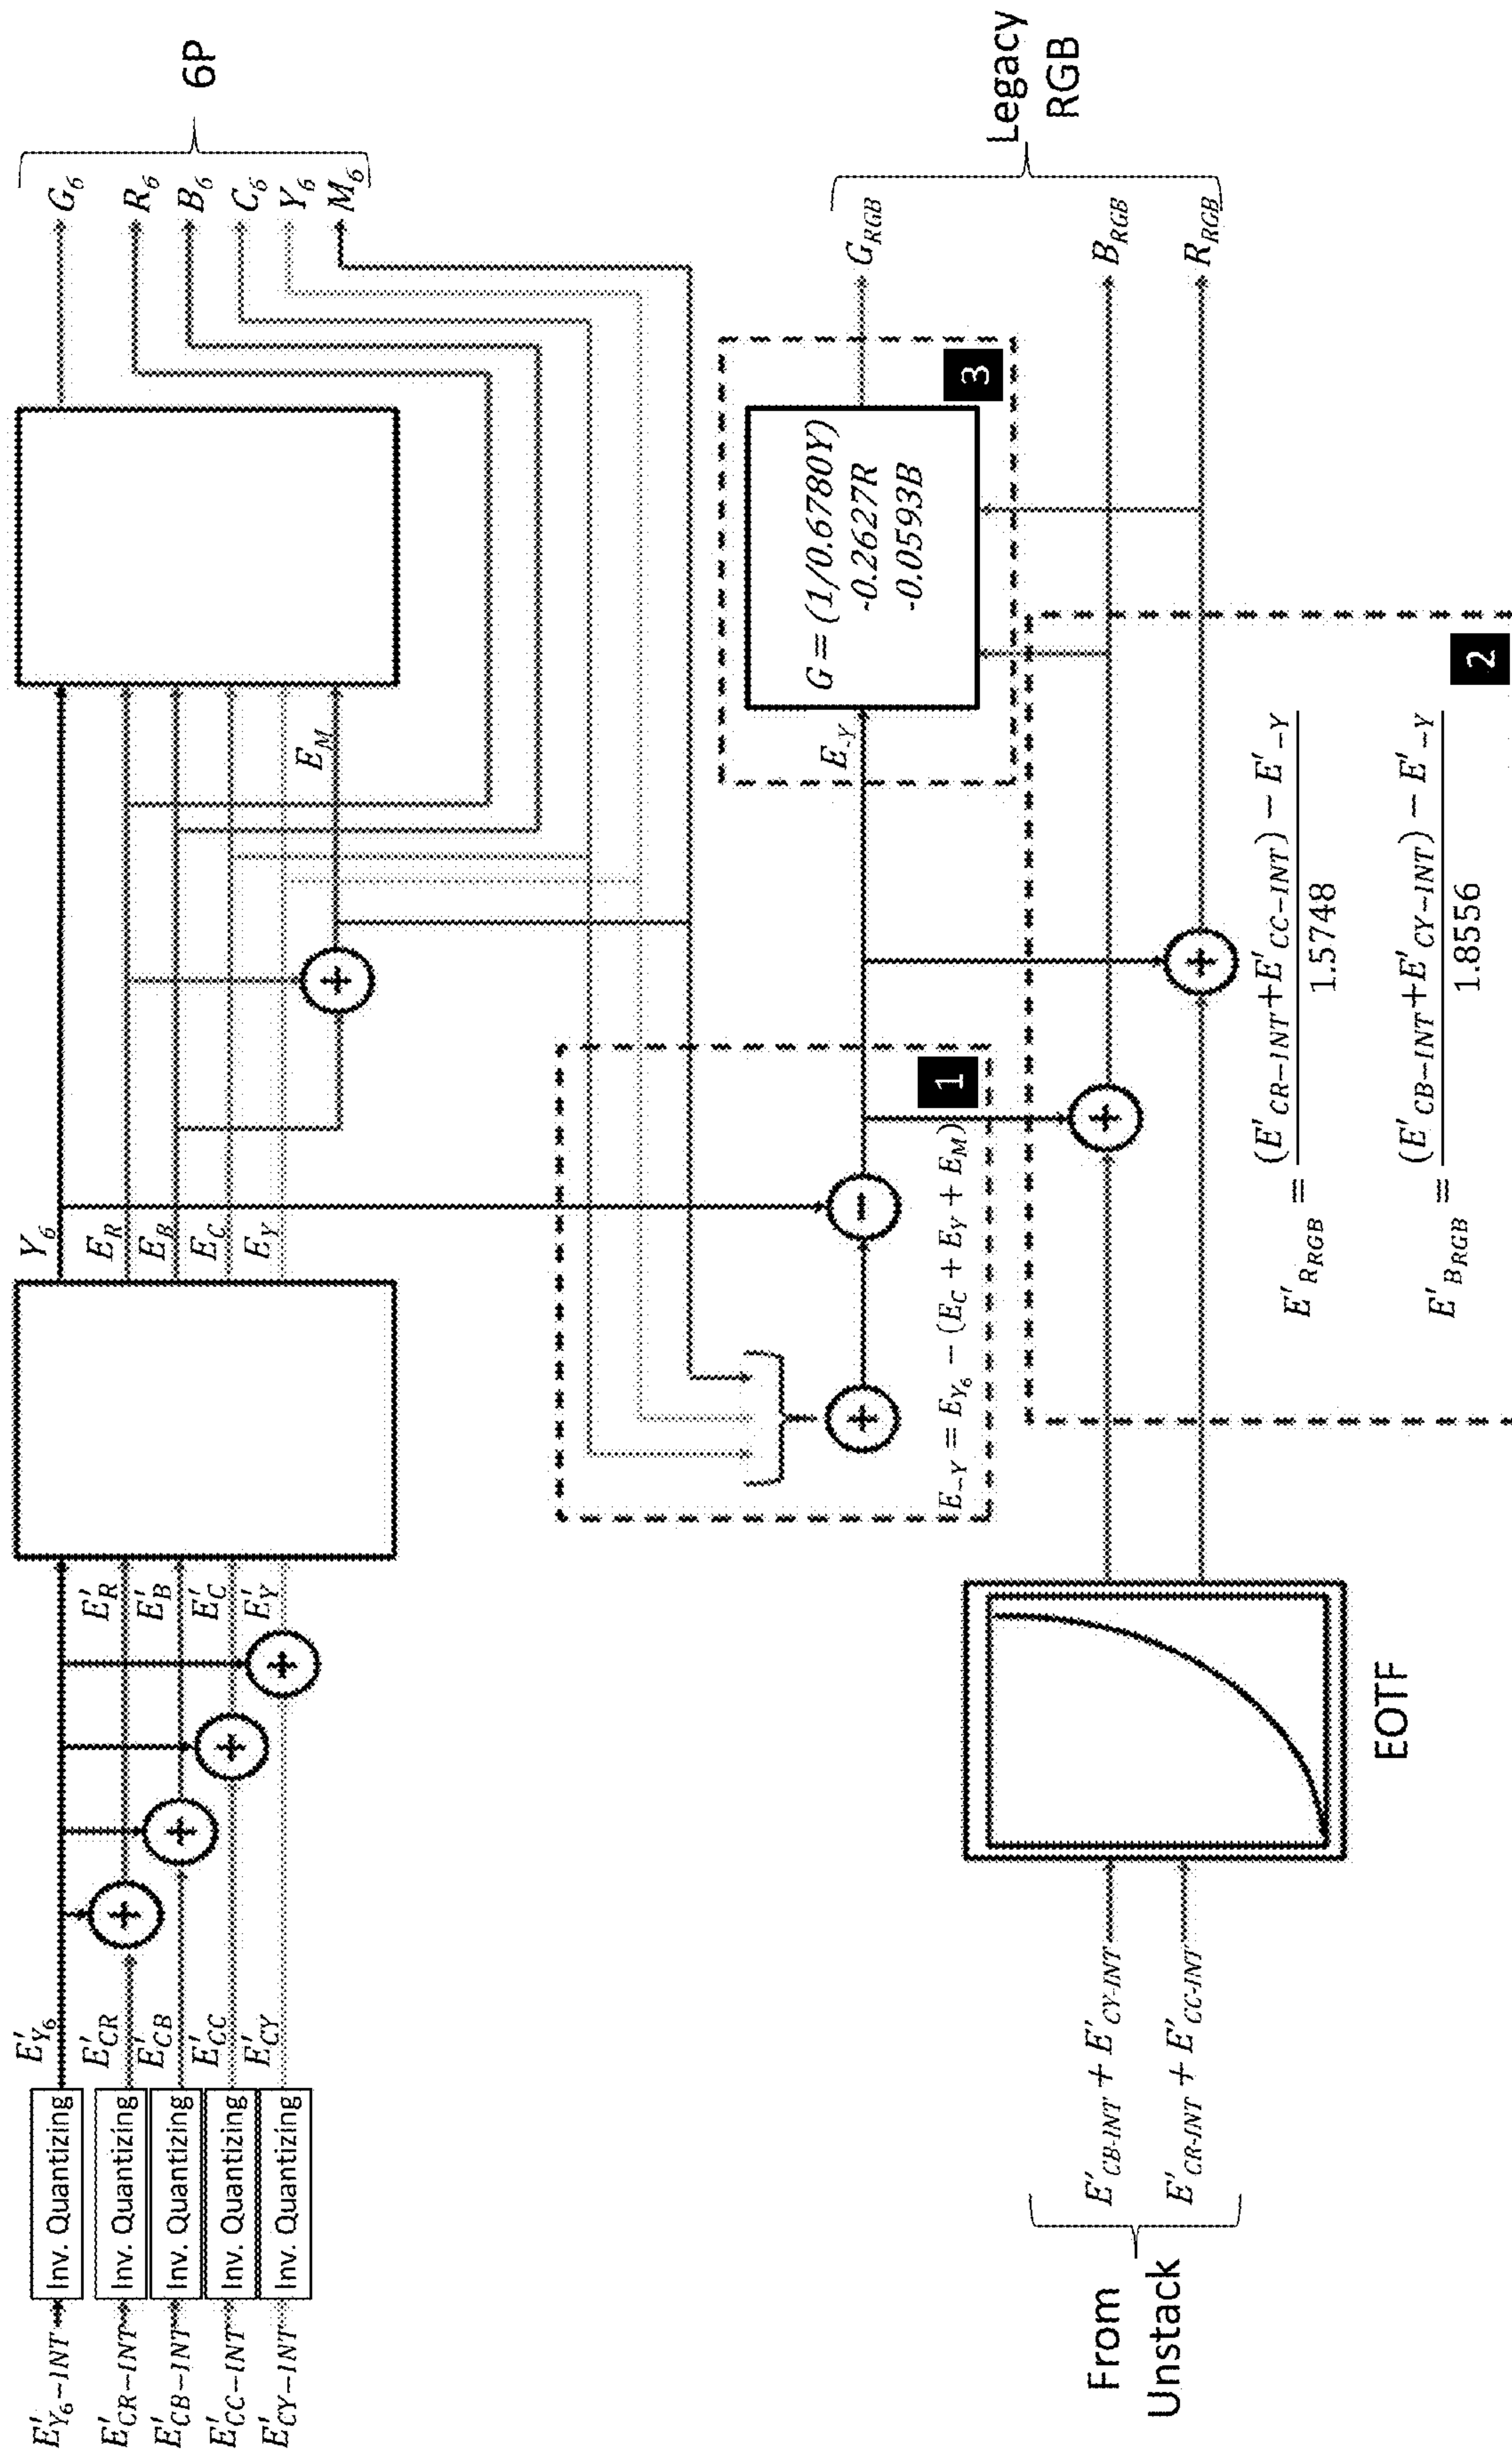 E'Y6-INT
E'CR-INT
E'CB-INT
E'CC-INT
E'CY-INT
Inv. Quantizing
Inv. Quantizing
Inv. Quantizing
Inv. Quantizing
Inv. Quantizing
E'Y6
E'CR
E'CB
E'CC
E'CY
+
+
+
+
E'R
E'B
E'C
E'Y
Y6
ER
EB
EC
EY
+
EM
G6
R6
B6
C6
Y6
M6
6P
+
−
E-Y = EY6 − (EC + EY + EM)
1
E-Y
G = (1/0.6780Y)
-0.2627R
-0.0593B
3
GRGB
BRGB
RRGB
Legacy
RGB
From
Unstack
E'CB-INT + E'CY-INT
E'CR-INT + E'CC-INT
EOTF
+
+
E'RRGB = (E'CR−INT+E'CC−INT) − E'−Y
1.5748
E'BRGB = (E'CB−INT+E'CY−INT) − E'−Y
1.8556
2